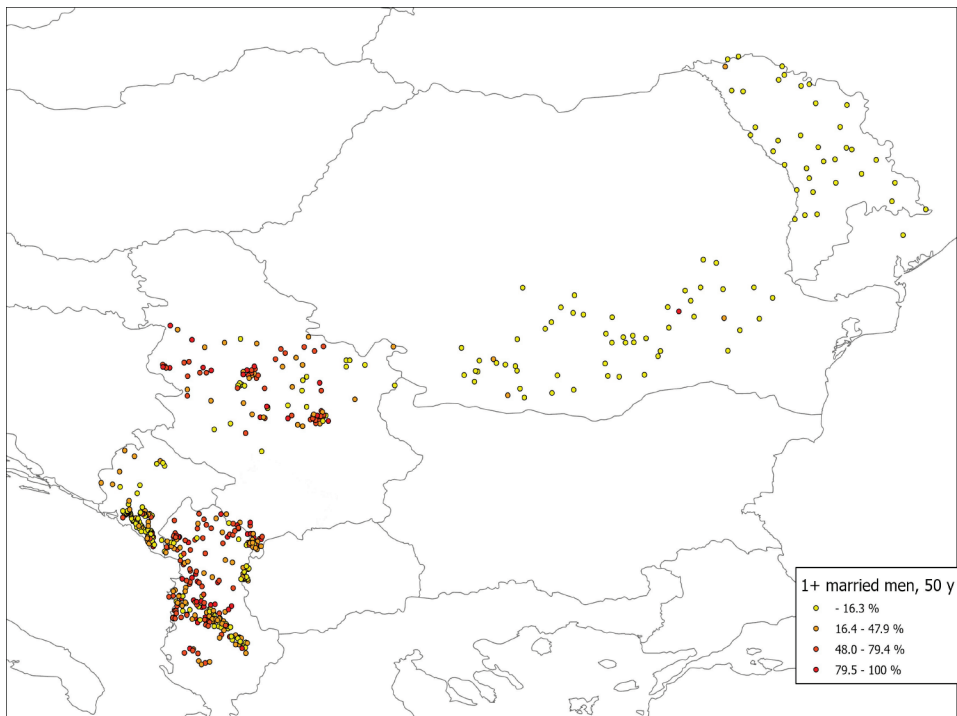 1+ married men, 50 y
- 16.3 %
16.4 - 47.9 %
48.0 - 79.4 %
79.5 - 100 %